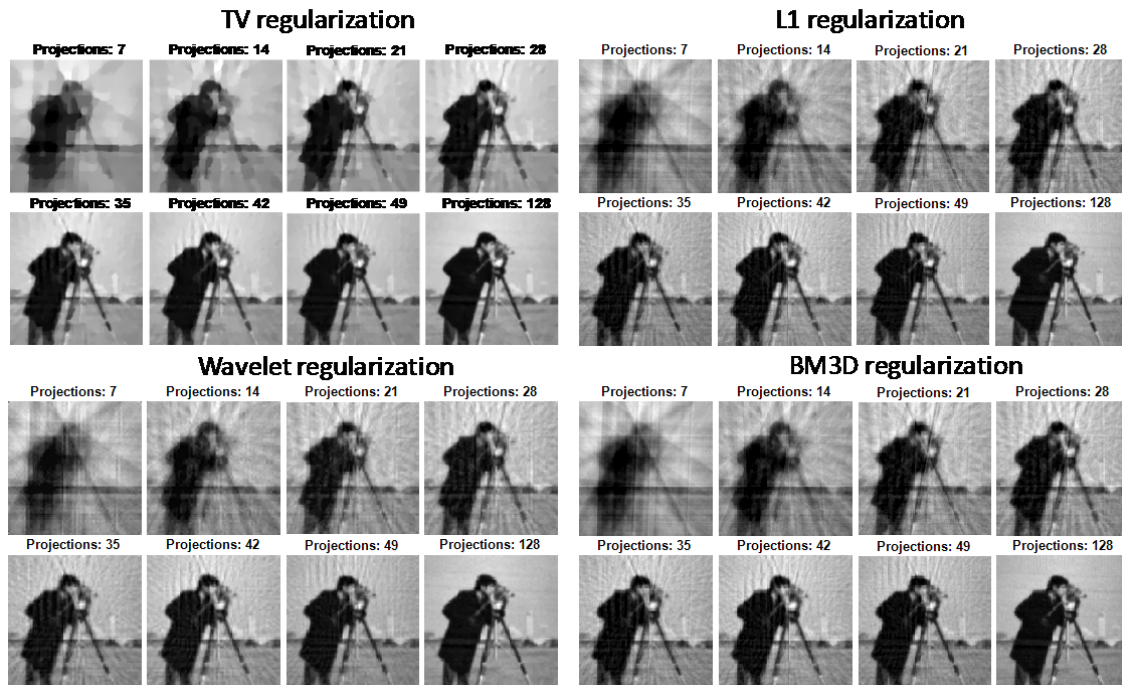 TV regularization
Projections: 7 Projections: 14 Projections: 21 Projections: 28
Projections: 35 Projections: 42 Projections: 49 Projections: 128
L1 regularization
Projections: 7 Projections: 14 Projections: 21 Projections: 28
Projections: 35 Projections: 42 Projections: 49 Projections: 128
Wavelet regularization
Projections: 7 Projections: 14 Projections: 21 Projections: 28
Projections: 35 Projections: 42 Projections: 49 Projections: 128
BM3D regularization
Projections: 7 Projections: 14 Projections: 21 Projections: 28
Projections: 35 Projections: 42 Projections: 49 Projections: 128